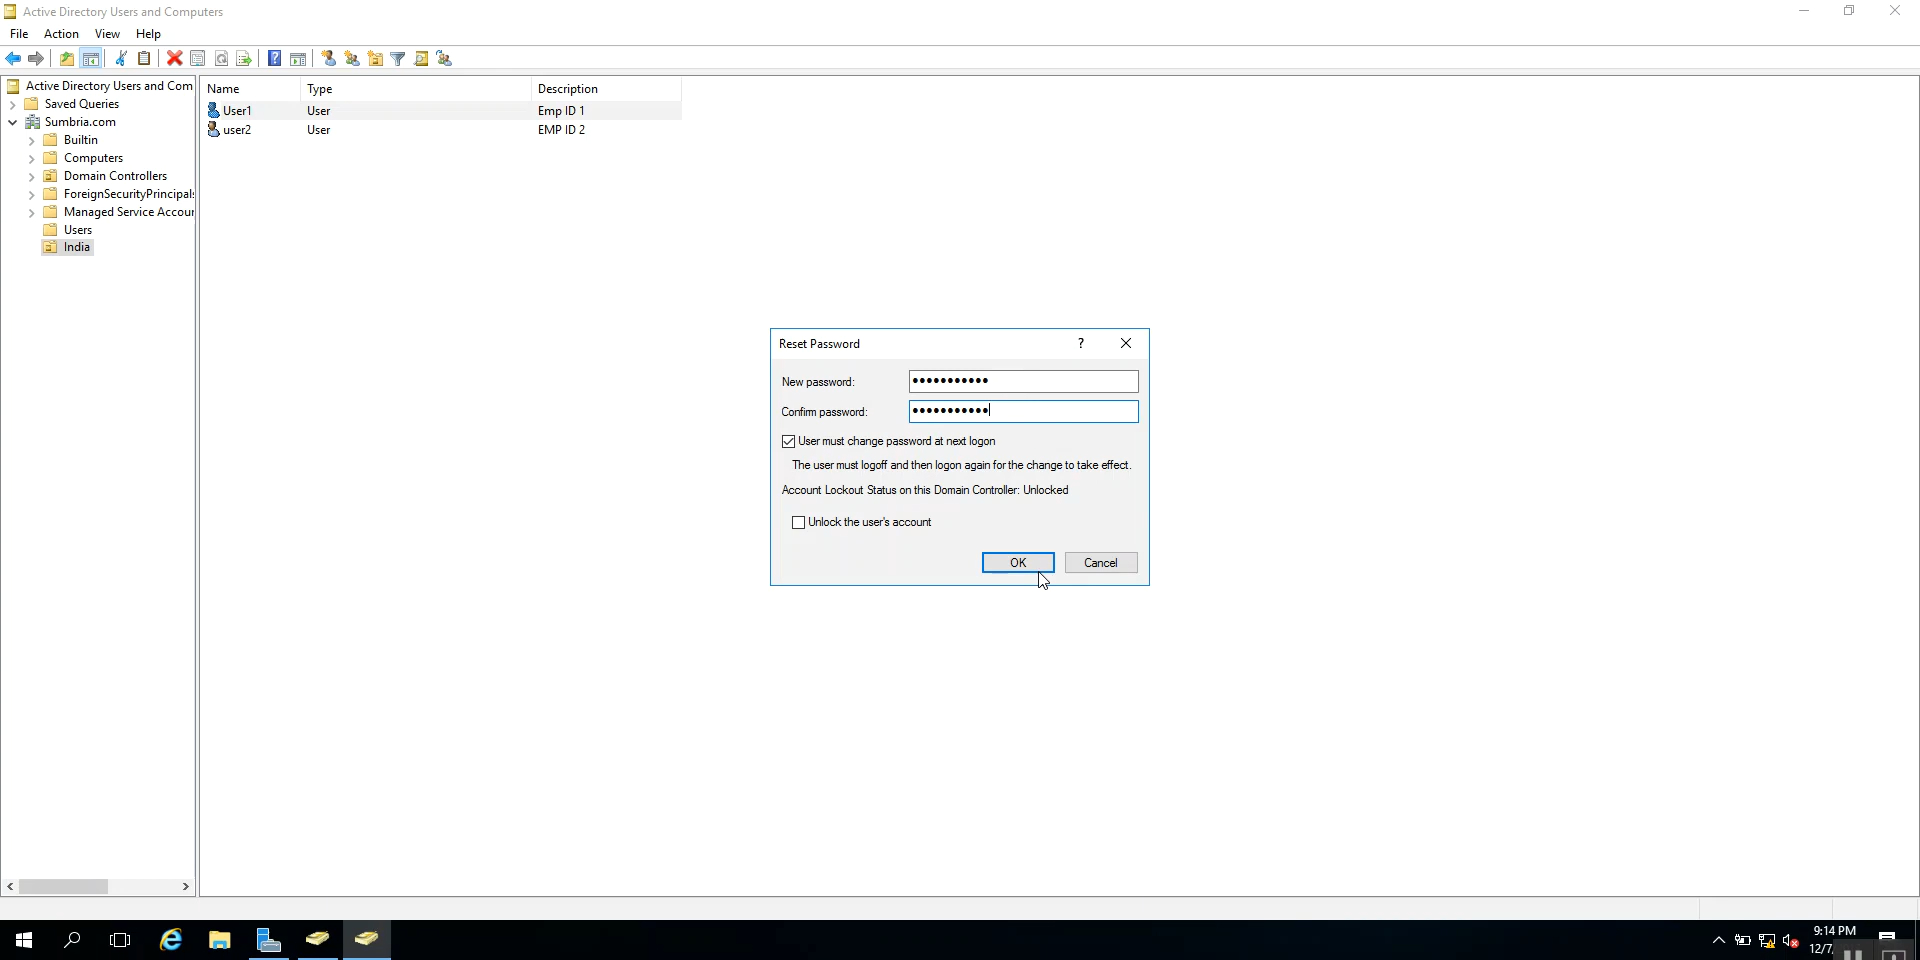 Active Directory Users and Computers
File Action View Help
Active Directory Users and Com
Name Type Description
Saved Queries
User1 User Emp ID 1
Sumbria.com
user2 User EMP ID 2
Builtin
Computers
Domain Controllers
ForeignSecurityPrincipals
Managed Service Accour
Users
India
Reset Password
New password:
Confirm password:
User must change password at next logon
The user must logoff and then logon again for the change to take effect.
Account Lockout Status on this Domain Controller: Unlocked
Unlock the user's account
OK Cancel
9:14 PM
12/7